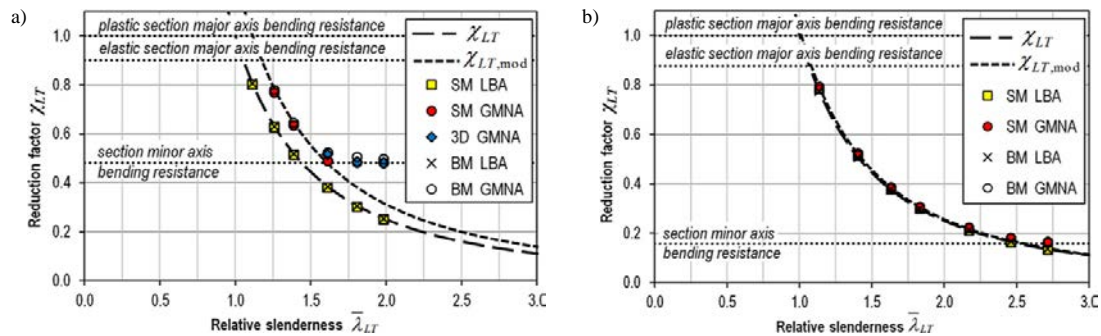 a)
plastic section major axis bending resistance
elastic section major axis bending resistance
section minor axis
bending resistance
χLT
χLT,mod
SM LBA
SM GMNA
3D GMNA
BM LBA
BM GMNA
Reduction factor χLT
1.0
0.8
0.6
0.4
0.2
0.0
0.0 0.5 1.0 1.5 2.0 2.5 3.0
Relative slenderness λ̅LT
b)
plastic section major axis bending resistance
elastic section major axis bending resistance
section minor axis
bending resistance
χLT
χLT,mod
SM LBA
SM GMNA
BM LBA
BM GMNA
Reduction factor χLT
1.0
0.8
0.6
0.4
0.2
0.0
0.0 0.5 1.0 1.5 2.0 2.5 3.0
Relative slenderness λ̅LT